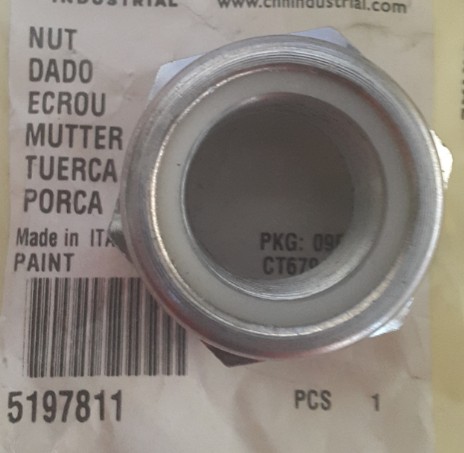 INDUSTRIAL www.cnhindustrial.com
NUT
DADO
ECROU
MUTTER
TUERCA
PORCA
Made in ITA
PAINT
PKG: 09
CT679
5197811
PCS 1